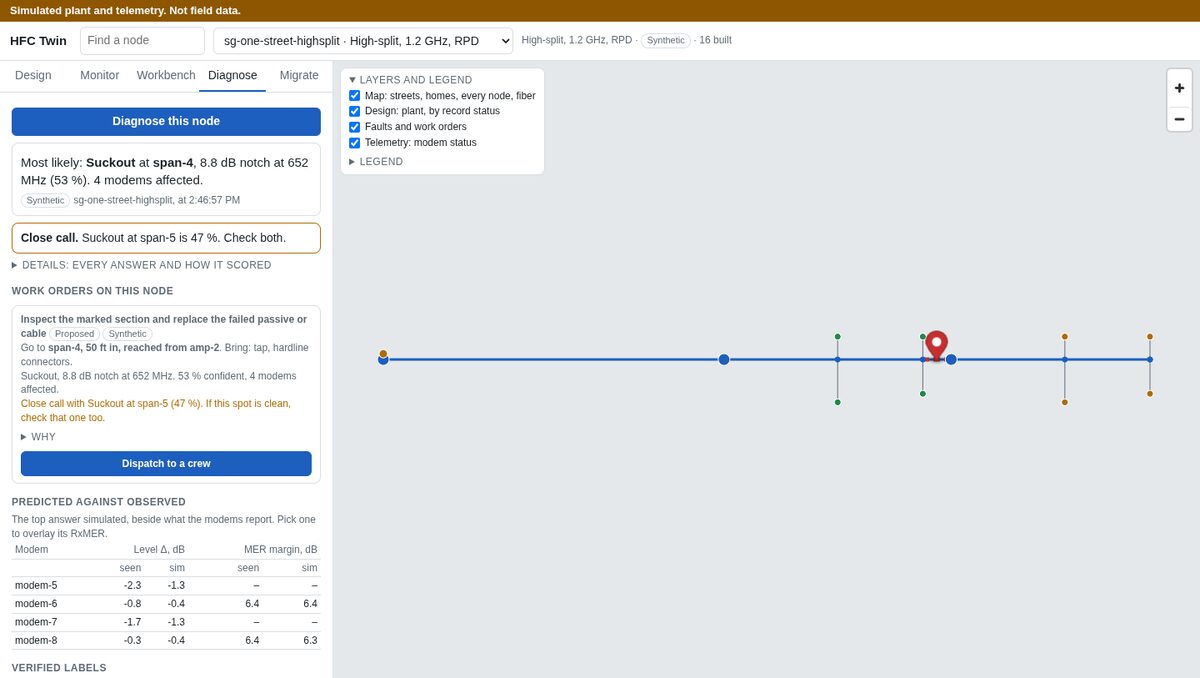 Simulated plant and telemetry. Not field data.
HFC Twin
Find a node
sg-one-street-highsplit · High-split, 1.2 GHz, RPD
High-split, 1.2 GHz, RPD · Synthetic · 16 built
Design Monitor Workbench Diagnose Migrate
Diagnose this node
Most likely: Suckout at span-4, 8.8 dB notch at 652
MHz (53 %). 4 modems affected.
Synthetic sg-one-street-highsplit, at 2:46:57 PM
Close call. Suckout at span-5 is 47 %. Check both.
DETAILS: EVERY ANSWER AND HOW IT SCORED
WORK ORDERS ON THIS NODE
Inspect the marked section and replace the failed passive or
cable Proposed Synthetic
Go to span-4, 50 ft in, reached from amp-2. Bring: tap, hardline
connectors.
Suckout, 8.8 dB notch at 652 MHz. 53 % confident, 4 modems
affected.
Close call with Suckout at span-5 (47 %). If this spot is clean,
check that one too.
WHY
Dispatch to a crew
PREDICTED AGAINST OBSERVED
The top answer simulated, beside what the modems report. Pick one
to overlay its RxMER.
Modem Level Δ, dB MER margin, dB
seen sim seen sim
modem-5 -2.3 -1.3 – –
modem-6 -0.8 -0.4 6.4 6.4
modem-7 -1.7 -1.3 – –
modem-8 -0.3 -0.4 6.4 6.3
VERIFIED LABELS
LAYERS AND LEGEND
Map: streets, homes, every node, fiber
Design: plant, by record status
Faults and work orders
Telemetry: modem status
LEGEND
+
−